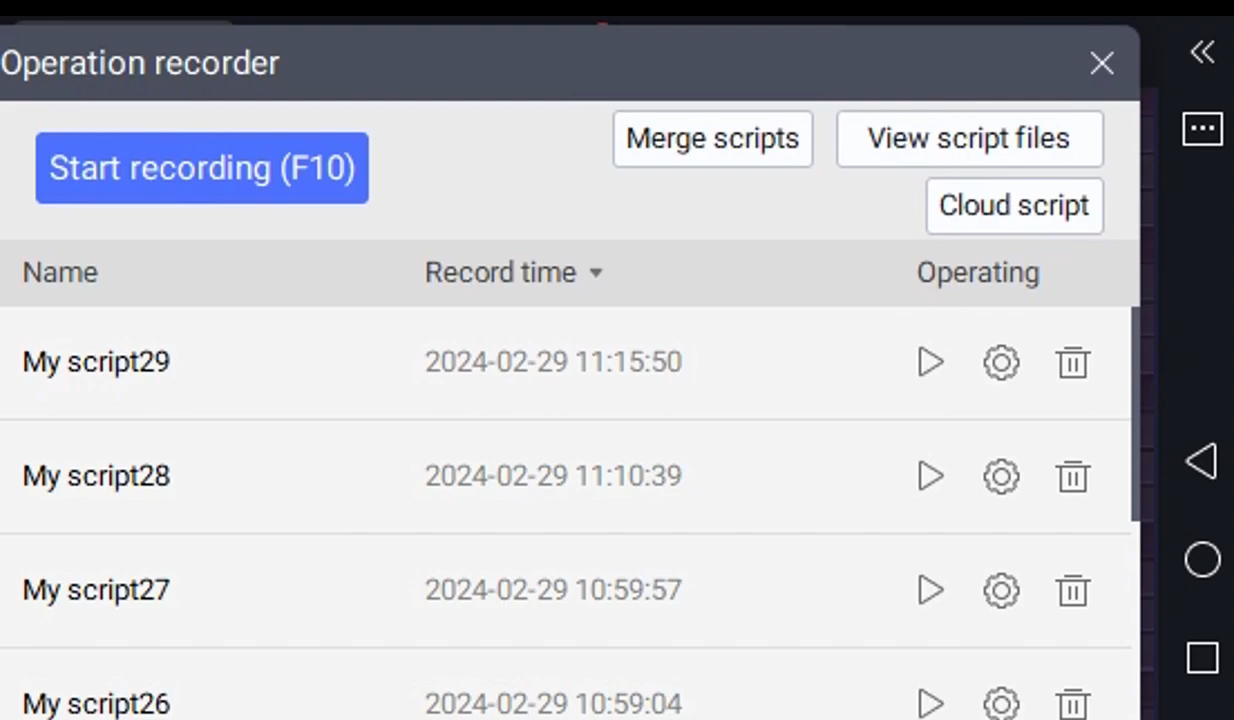 Operation recorder
Start recording (F10)
Merge scripts
View script files
Cloud script
Name Record time Operating
My script29 2024-02-29 11:15:50
My script28 2024-02-29 11:10:39
My script27 2024-02-29 10:59:57
My script26 2024-02-29 10:59:04